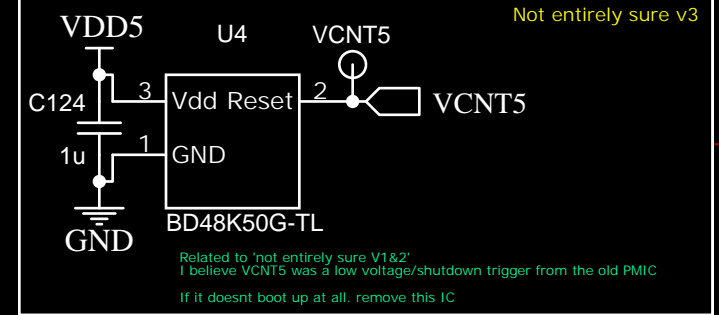 Not entirely sure v3
VDD5
U4
VCNT5
C124
3
Vdd Reset
2
VCNT5
1u
1
GND
BD48K50G-TL
GND
Related to 'not entirely sure V1&2'
I believe VCNT5 was a low voltage/shutdown trigger from the old PMIC
If it doesnt boot up at all. remove this IC